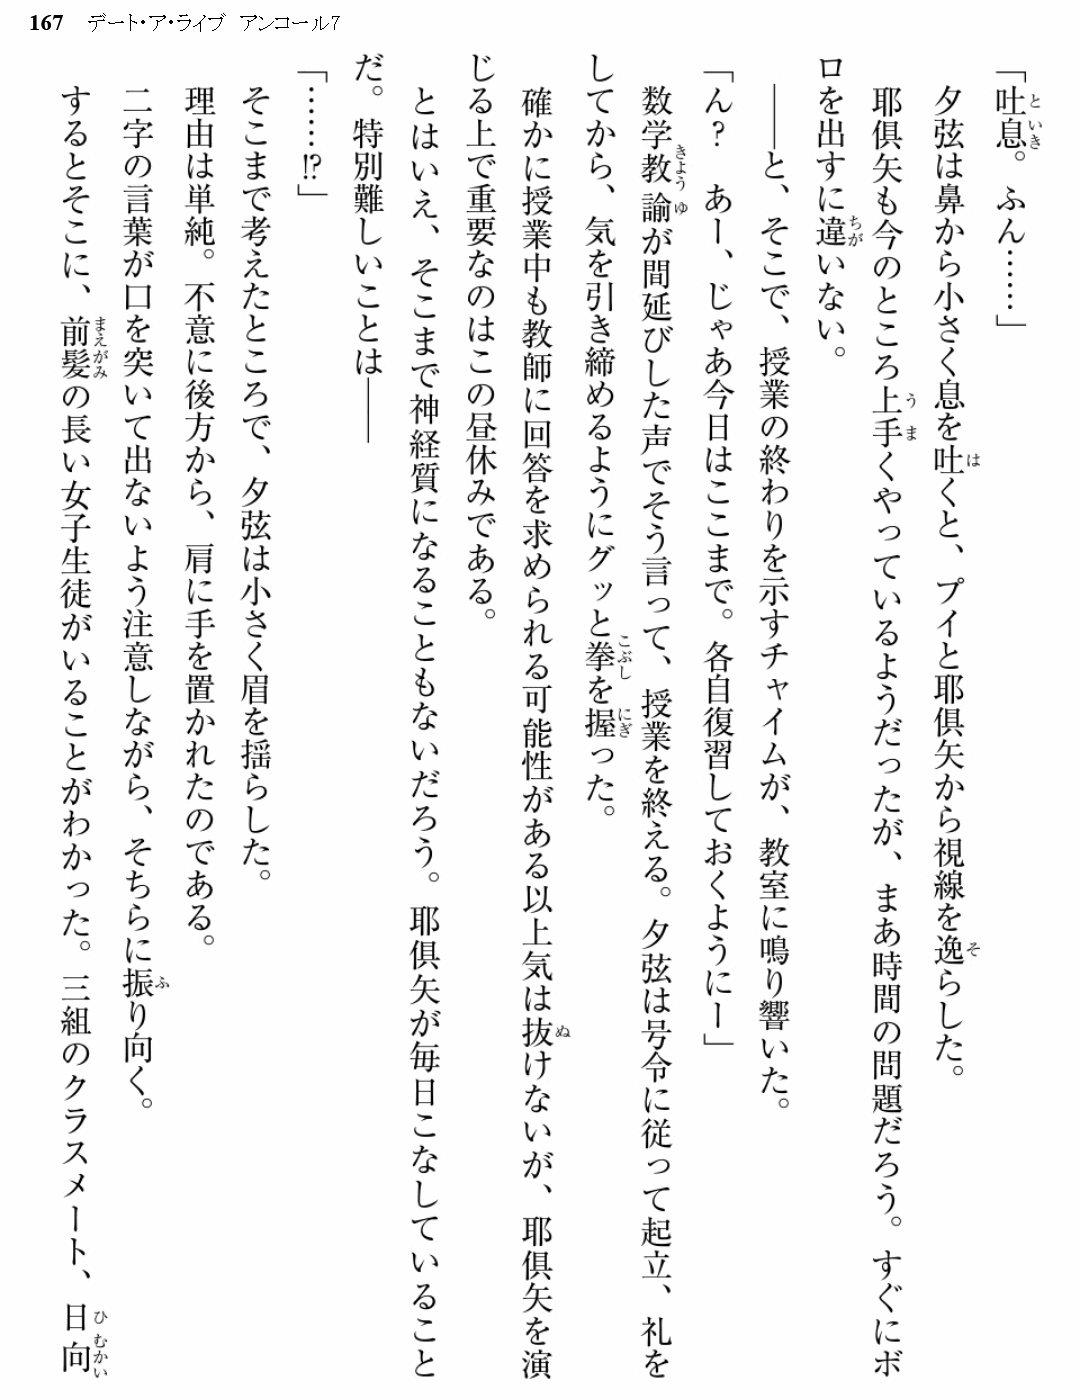 167 デート・ア・ライブ アンコール7
「吐息。ふん……」
夕弦は鼻から小さく息を吐くと、プイと耶倶矢から視線を逸らした。
耶倶矢も今のところ上手くやっているようだったが、まあ時間の問題だろう。すぐにボ
ロを出すに違いない。
――と、そこで、授業の終わりを示すチャイムが、教室に鳴り響いた。
「ん？　あー、じゃあ今日はここまで。各自復習しておくようにー」
数学教諭が間延びした声でそう言って、授業を終える。夕弦は号令に従って起立、礼を
してから、気を引き締めるようにグッと拳を握った。
確かに授業中も教師に回答を求められる可能性がある以上気は抜けないが、耶倶矢を演
じる上で重要なのはこの昼休みである。
とはいえ、そこまで神経質になることもないだろう。耶倶矢が毎日こなしていること
だ。特別難しいことは――
「……!?」
そこまで考えたところで、夕弦は小さく眉を揺らした。
理由は単純。不意に後方から、肩に手を置かれたのである。
二字の言葉が口を突いて出ないよう注意しながら、そちらに振り向く。
するとそこに、前髪の長い女子生徒がいることがわかった。三組のクラスメート、日向